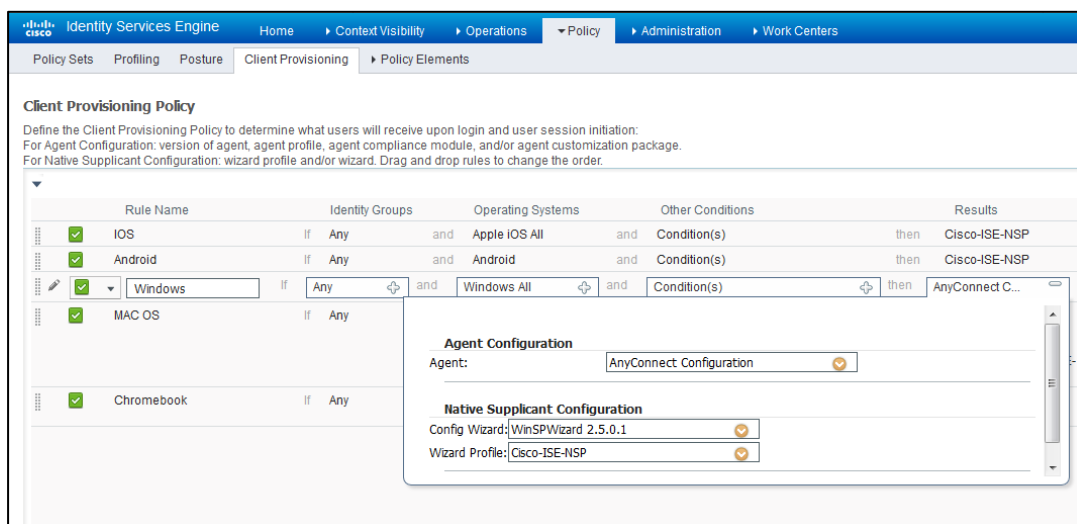 cisco Identity Services Engine Home Context Visibility Operations Policy Administration Work Centers
Policy Sets Profiling Posture Client Provisioning Policy Elements
Client Provisioning Policy
Define the Client Provisioning Policy to determine what users will receive upon login and user session initiation:
For Agent Configuration: version of agent, agent profile, agent compliance module, and/or agent customization package.
For Native Supplicant Configuration: wizard profile and/or wizard. Drag and drop rules to change the order.
Rule Name Identity Groups Operating Systems Other Conditions Results
IOS If Any and Apple iOS All and Condition(s) then Cisco-ISE-NSP
Android If Any and Android and Condition(s) then Cisco-ISE-NSP
Windows If Any and Windows All and Condition(s) then AnyConnect C...
MAC OS If Any
Agent Configuration
Agent: AnyConnect Configuration
Chromebook If Any
Native Supplicant Configuration
Config Wizard: WinSPWizard 2.5.0.1
Wizard Profile: Cisco-ISE-NSP